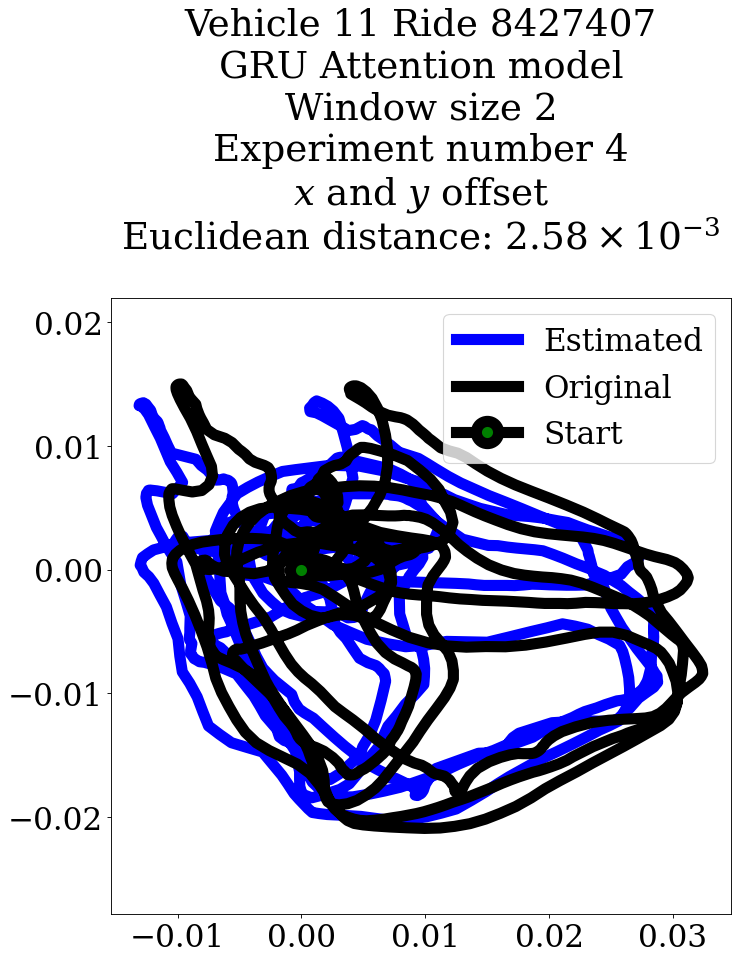 Vehicle 11 Ride 8427407
GRU Attention model
Window size 2
Experiment number 4
x and y offset
Euclidean distance: 2.58 × 10⁻³
Estimated
Original
Start
0.02
0.01
0.00
−0.01
−0.02
−0.01 0.00 0.01 0.02 0.03